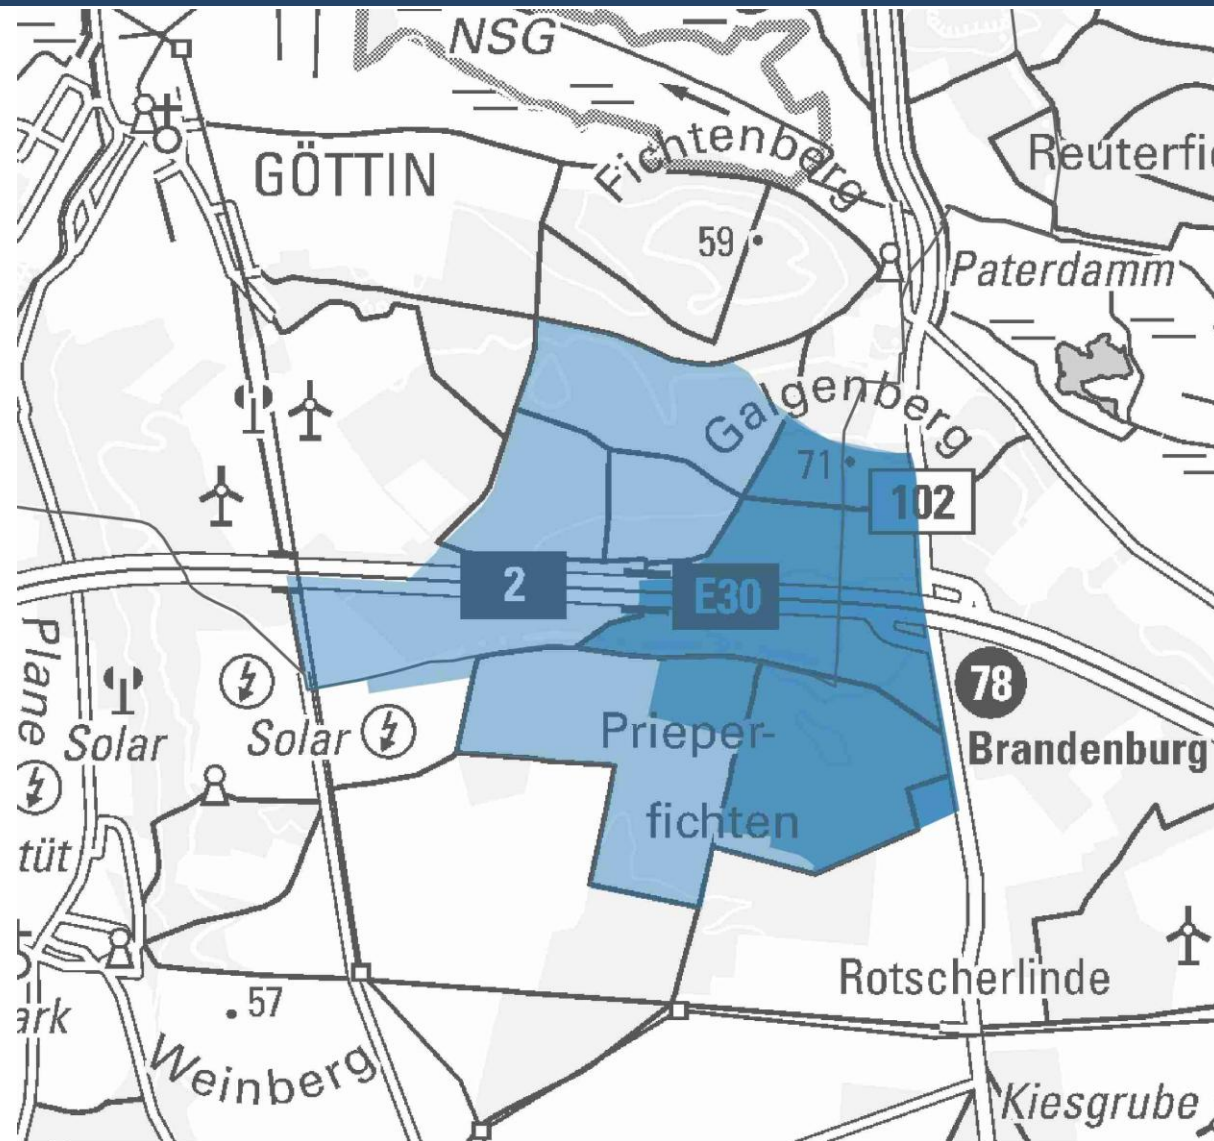 NSG
Fichtenberg
Reuterfi
GÖTTIN
59
Paterdamm
Galgenberg
71
102
2
E30
Plane
78
Solar
Solar
Prieper-
Brandenburg
fichten
tüt
Rotscherlinde
57
ark
Weinberg
Kiesgrube